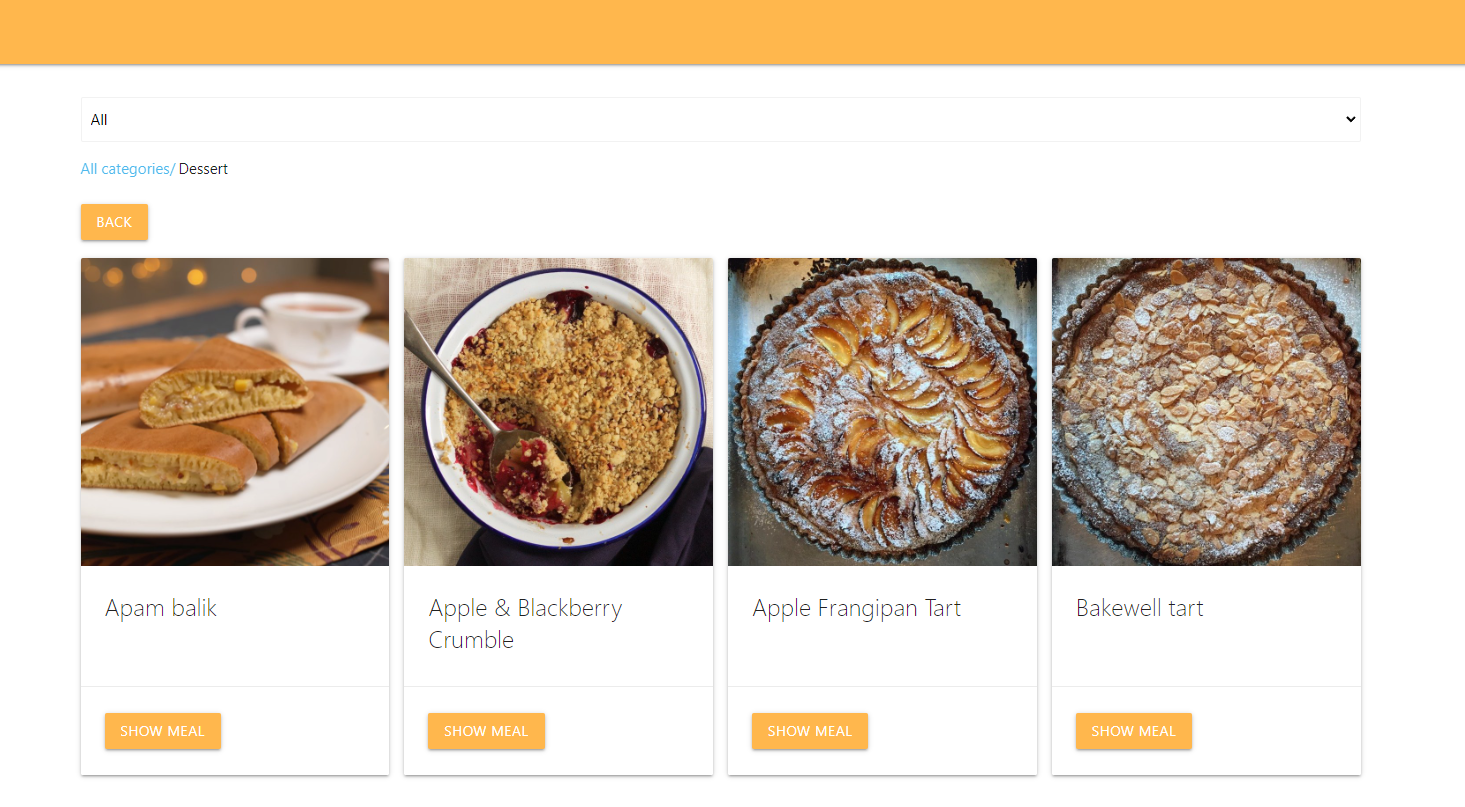 All
All categories/ Dessert
BACK
Apam balik
Apple & Blackberry
Crumble
Apple Frangipan Tart
Bakewell tart
SHOW MEAL
SHOW MEAL
SHOW MEAL
SHOW MEAL